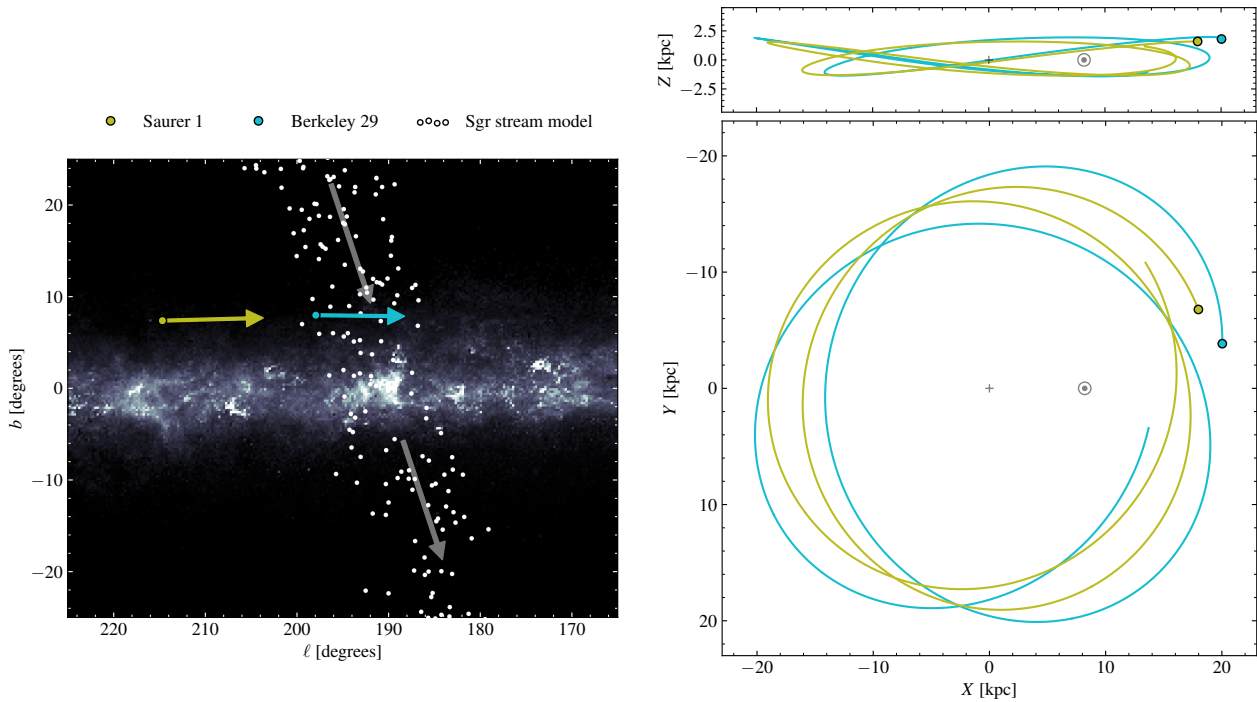 Saurer 1 Berkeley 29 Sgr stream model
20
10
0
−10
−20
b [degrees]
220 210 200 190 180 170
ℓ [degrees]
2.5
0.0
−2.5
Z [kpc]
−20
−10
0
10
20
Y [kpc]
−20 −10 0 10 20
X [kpc]